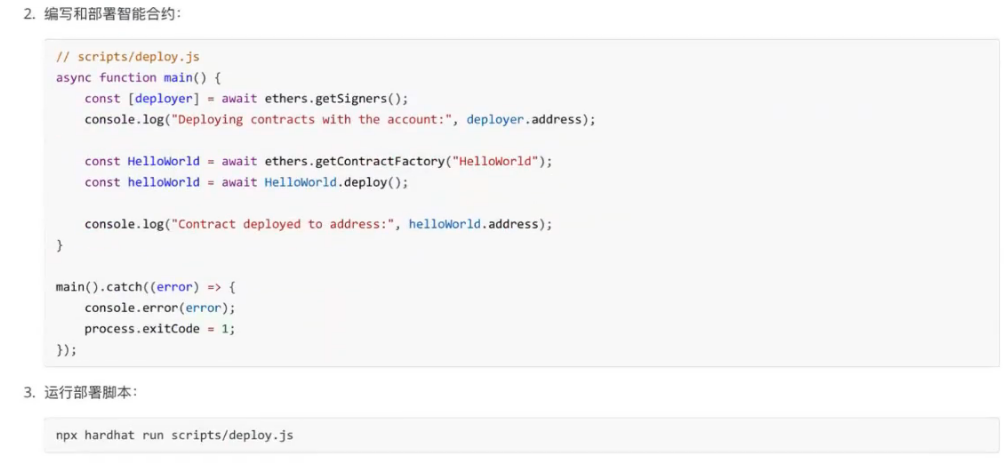 2. 编写和部署智能合约：
// scripts/deploy.js
async function main() {
    const [deployer] = await ethers.getSigners();
    console.log("Deploying contracts with the account:", deployer.address);

    const HelloWorld = await ethers.getContractFactory("HelloWorld");
    const helloWorld = await HelloWorld.deploy();

    console.log("Contract deployed to address:", helloWorld.address);
}

main().catch((error) => {
    console.error(error);
    process.exitCode = 1;
});
3. 运行部署脚本：
npx hardhat run scripts/deploy.js